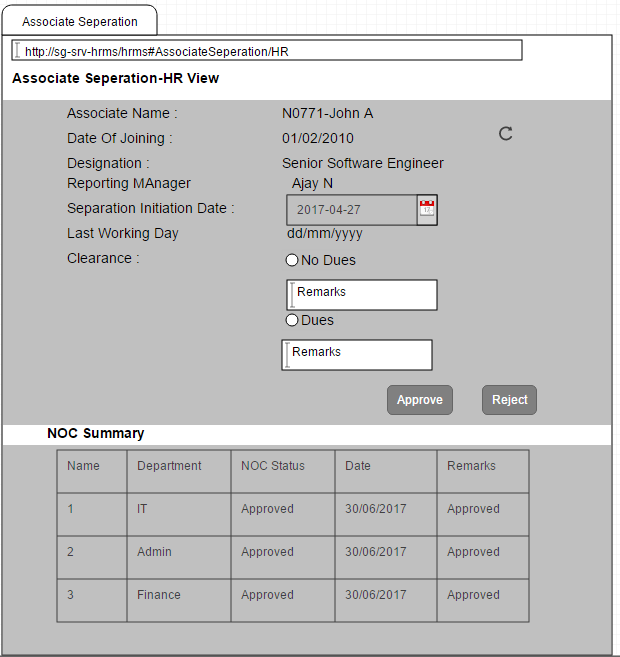 Associate Seperation
http://sg-srv-hrms/hrms#AssociateSeperation/HR
Associate Seperation-HR View
Associate Name : N0771-John A
Date Of Joining : 01/02/2010
Designation : Senior Software Engineer
Reporting MAnager Ajay N
Separation Initiation Date : 2017-04-27
Last Working Day dd/mm/yyyy
Clearance : No Dues
Remarks
Dues
Remarks
Approve Reject
NOC Summary
Name Department NOC Status Date Remarks
1 IT Approved 30/06/2017 Approved
2 Admin Approved 30/06/2017 Approved
3 Finance Approved 30/06/2017 Approved